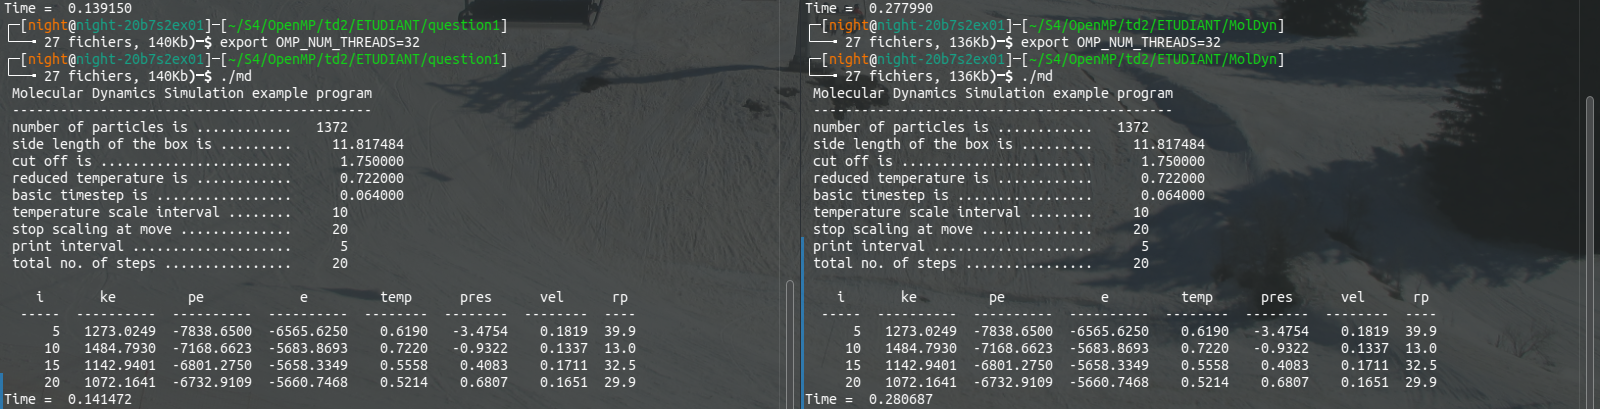 Time =  0.139150
┌─[night@night-20b7s2ex01]─[~/S4/OpenMP/td2/ETUDIANT/question1]
└──╼ 27 fichiers, 140Kb)─$ export OMP_NUM_THREADS=32
┌─[night@night-20b7s2ex01]─[~/S4/OpenMP/td2/ETUDIANT/question1]
└──╼ 27 fichiers, 140Kb)─$ ./md
 Molecular Dynamics Simulation example program
 ---------------------------------------------
 number of particles is ............   1372
 side length of the box is .........     11.817484
 cut off is ........................      1.750000
 reduced temperature is ............      0.722000
 basic timestep is .................      0.064000
 temperature scale interval ........     10
 stop scaling at move ..............     20
 print interval ....................      5
 total no. of steps ................     20
    i       ke         pe            e         temp      pres      vel      rp
  -----  ----------  ----------  ----------  --------  --------  --------  ----
      5   1273.0249  -7838.6500  -6565.6250   0.6190   -3.4754    0.1819  39.9
     10   1484.7930  -7168.6623  -5683.8693   0.7220   -0.9322    0.1337  13.0
     15   1142.9401  -6801.2750  -5658.3349   0.5558    0.4083    0.1711  32.5
     20   1072.1641  -6732.9109  -5660.7468   0.5214    0.6807    0.1651  29.9
Time =  0.141472
Time =  0.277990
┌─[night@night-20b7s2ex01]─[~/S4/OpenMP/td2/ETUDIANT/MolDyn]
└──╼ 27 fichiers, 136Kb)─$ export OMP_NUM_THREADS=32
┌─[night@night-20b7s2ex01]─[~/S4/OpenMP/td2/ETUDIANT/MolDyn]
└──╼ 27 fichiers, 136Kb)─$ ./md
 Molecular Dynamics Simulation example program
 ---------------------------------------------
 number of particles is ............   1372
 side length of the box is .........     11.817484
 cut off is ........................      1.750000
 reduced temperature is ............      0.722000
 basic timestep is .................      0.064000
 temperature scale interval ........     10
 stop scaling at move ..............     20
 print interval ....................      5
 total no. of steps ................     20
    i       ke         pe            e         temp      pres      vel      rp
  -----  ----------  ----------  ----------  --------  --------  --------  ----
      5   1273.0249  -7838.6500  -6565.6250   0.6190   -3.4754    0.1819  39.9
     10   1484.7930  -7168.6623  -5683.8693   0.7220   -0.9322    0.1337  13.0
     15   1142.9401  -6801.2750  -5658.3349   0.5558    0.4083    0.1711  32.5
     20   1072.1641  -6732.9109  -5660.7468   0.5214    0.6807    0.1651  29.9
Time =  0.280687